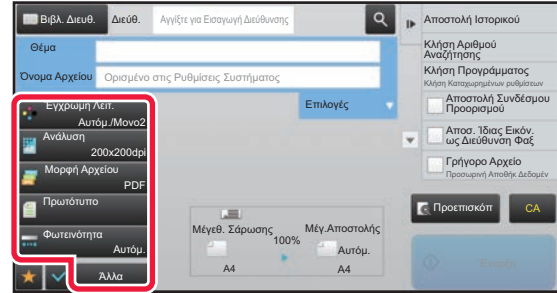 Βιβλ. Διευθ.
Διεύθ.
Αγγίξτε για Εισαγωγή Διεύθυνσης
Θέμα
Όνομα Αρχείου
Ορισμένο στις Ρυθμίσεις Συστήματος
Επιλογές
Έγχρωμη Λειτ.
Αυτόμ./Μονο2
Ανάλυση
200x200dpi
Μορφή Αρχείου
PDF
Πρωτότυπο
Φωτεινότητα
Αυτόμ.
Άλλα
Μέγεθ. Σάρωσης
100%
Μέγ.Αποστολής
Αυτόμ.
A4
A4
Αποστολή Ιστορικού
Κλήση Αριθμού
Αναζήτησης
Κλήση Προγράμματος
Κλήση Καταχωρημένων ρυθμίσεων
Αποστολή Συνδέσμου
Προορισμού
Αποσ. Ίδιας Εικόν.
ως Διεύθυνση Φαξ
Γρήγορο Αρχείο
Προσωρινή Αποθήκ Δεδομέν
Προεπισκόπ
CA
Έναρξη